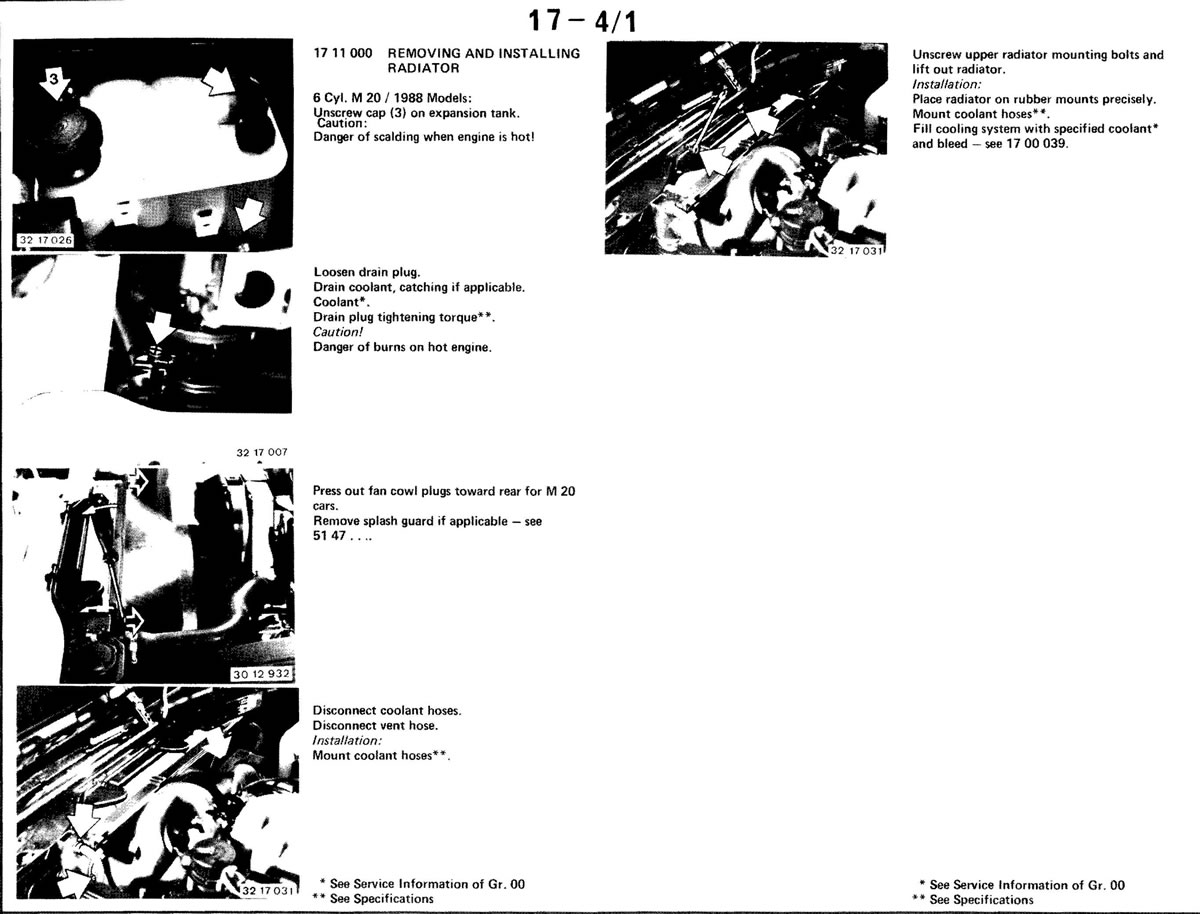 17 - 4/1
17 11 000 REMOVING AND INSTALLING
RADIATOR
6 Cyl. M 20 / 1988 Models:
Unscrew cap (3) on expansion tank.
Caution:
Danger of scalding when engine is hot!
3
32 17 026
Loosen drain plug.
Drain coolant, catching if applicable.
Coolant*.
Drain plug tightening torque**.
Caution!
Danger of burns on hot engine.
32 17 007
Press out fan cowl plugs toward rear for M 20
cars.
Remove splash guard if applicable – see
51 47 . . ..
30 12 932
Disconnect coolant hoses.
Disconnect vent hose.
Installation:
Mount coolant hoses**.
32 17 031
* See Service Information of Gr. 00
** See Specifications
32 17 031
Unscrew upper radiator mounting bolts and
lift out radiator.
Installation:
Place radiator on rubber mounts precisely.
Mount coolant hoses**.
Fill cooling system with specified coolant*
and bleed – see 17 00 039.
* See Service Information of Gr. 00
** See Specifications